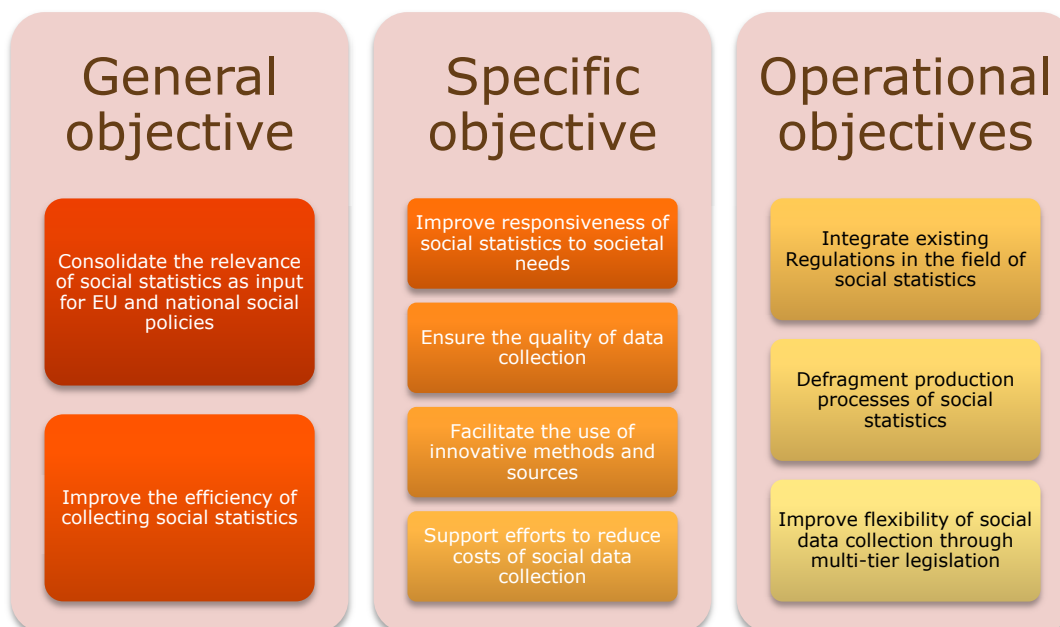 General
objective
Consolidate the relevance
of social statistics as input
for EU and national social
policies
Improve the efficiency of
collecting social statistics
Specific
objective
Improve responsiveness of
social statistics to societal
needs
Ensure the quality of data
collection
Facilitate the use of
innovative methods and
sources
Support efforts to reduce
costs of social data
collection
Operational
objectives
Integrate existing
Regulations in the field of
social statistics
Defragment production
processes of social
statistics
Improve flexibility of social
data collection through
multi-tier legislation